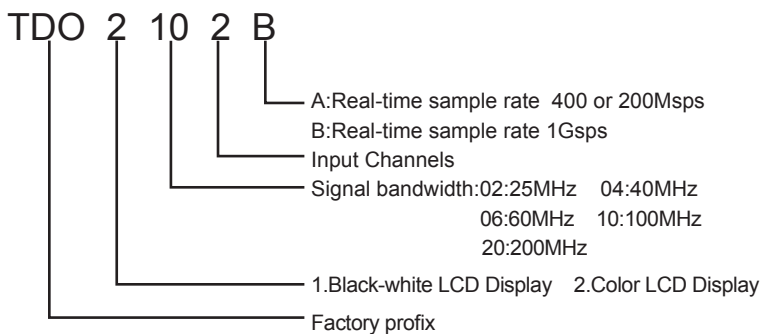 TDO 2 10 2 B
A:Real-time sample rate 400 or 200Msps
B:Real-time sample rate 1Gsps
Input Channels
Signal bandwidth:02:25MHz 04:40MHz
06:60MHz 10:100MHz
20:200MHz
1.Black-white LCD Display 2.Color LCD Display
Factory profix